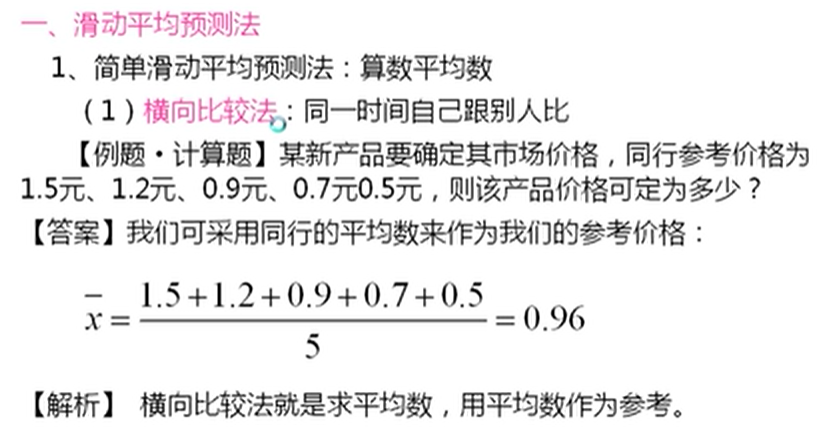 一、滑动平均预测法
1、简单滑动平均预测法：算数平均数
（1）横向比较法：同一时间自己跟别人比
【例题·计算题】某新产品要确定其市场价格，同行参考价格为
1.5元、1.2元、0.9元、0.7元0.5元，则该产品价格可定为多少？
【答案】我们可采用同行的平均数来作为我们的参考价格：
x̄ = (1.5+1.2+0.9+0.7+0.5)/5 = 0.96
【解析】 横向比较法就是求平均数，用平均数作为参考。